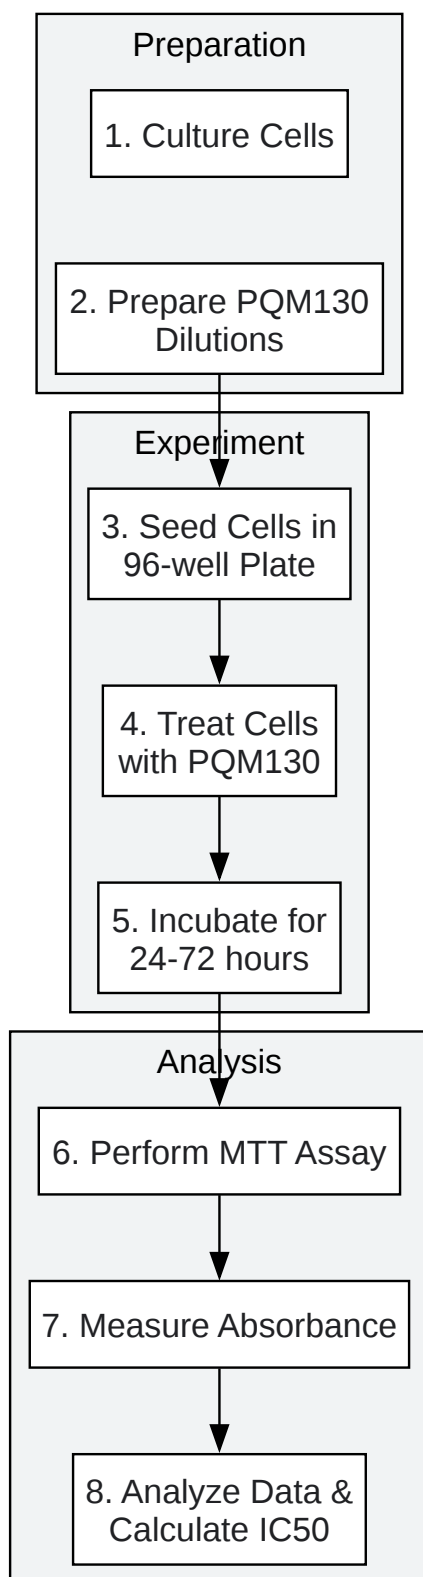 Preparation
1. Culture Cells
2. Prepare PQM130
Dilutions
Experiment
3. Seed Cells in
96-well Plate
4. Treat Cells
with PQM130
5. Incubate for
24-72 hours
Analysis
6. Perform MTT Assay
7. Measure Absorbance
8. Analyze Data &
Calculate IC50